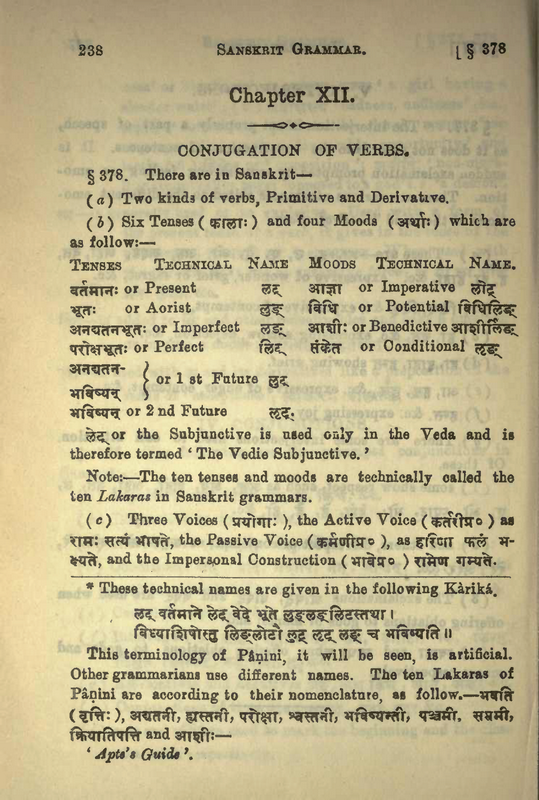 238 SANSKRIT GRAMMAR. [ § 378
Chapter XII.
CONJUGATION OF VERBS.
§ 378. There are in Sanskrit—
(a) Two kinds of verbs, Primitive and Derivative.
(b) Six Tenses ( कालाः ) and four Moods ( अर्थाः ) which are
as follow:—
TENSES TECHNICAL NAME MOODS TECHNICAL NAME.
वर्तमानः or Present लट् आज्ञा or Imperative लोट्
भूतः or Aorist लुङ् विधि or Potential विधिलिङ्
अनद्यतनभूतः or Imperfect लङ् आशीः or Benedictive आशीर्लिङ्
परोक्षभूतः or Perfect लिट् संकेत or Conditional लृङ्
अनद्यतन-
भविष्यन् } or 1 st Future लुट्
भविष्यन् or 2 nd Future लृट्.
लेट् or the Subjunctive is used only in the Veda and is
therefore termed ‘ The Vedie Subjunctive.’
Note:—The ten tenses and moods are technically called the
ten Lakaras in Sanskrit grammars.
(c) Three Voices ( प्रयोगाः ), the Active Voice ( कर्तरीप्र० ) as
रामः सत्यं भाषते, the Passive Voice ( कर्मणीप्र० ), as हरिणा फलं भ-
क्ष्यते, and the Impersonal Construction ( भावेप्र० ) रामेण गम्यते.
* These technical names are given in the following Kàriká.
लट् वर्तमाने लेट् वेदे भूते लुङ्लङ्लिटस्तथा ।
विध्याशिषोस्तु लिङ्लोटौ लुट् लृट् लृङ् च भविष्यति ॥
This terminology of Pâṇini, it will be seen, is artificial.
Other grammarians use different names. The ten Lakaras of
Pâṇini are according to their nomenclature, as follow.—भवति
( वृत्तिः ), अद्यतनी, ह्यस्तनी, परोक्षा, श्वस्तनी, भविष्यन्ती, पञ्चमी, सप्तमी,
क्रियातिपत्ति and आशीः—
‘ Apte's Guide ’.